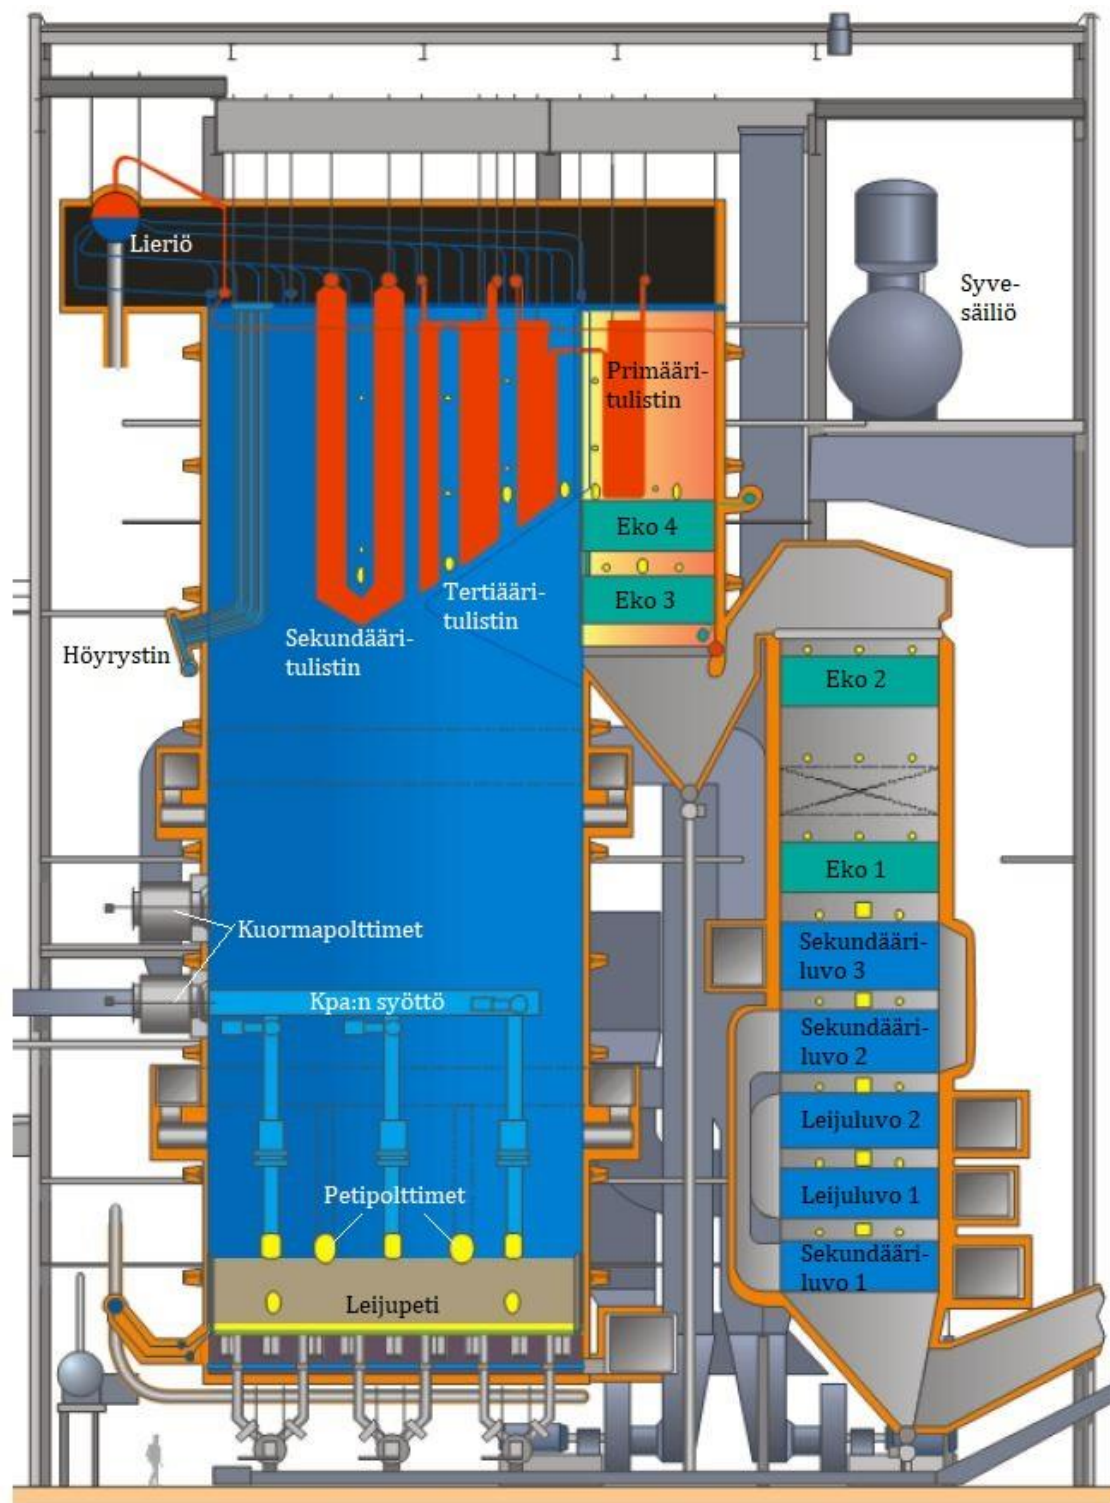 Lieriö
Syve-
säiliö
Primääri-
tulistin
Eko 4
Eko 3
Tertiääri-
tulistin
Sekundääri-
tulistin
Höyrystin
Eko 2
Eko 1
Kuormapolttimet
Sekundääri-
luvo 3
Kpa:n syöttö
Sekundääri-
luvo 2
Leijuluvo 2
Petipolttimet
Leijuluvo 1
Sekundääri-
luvo 1
Leijupeti